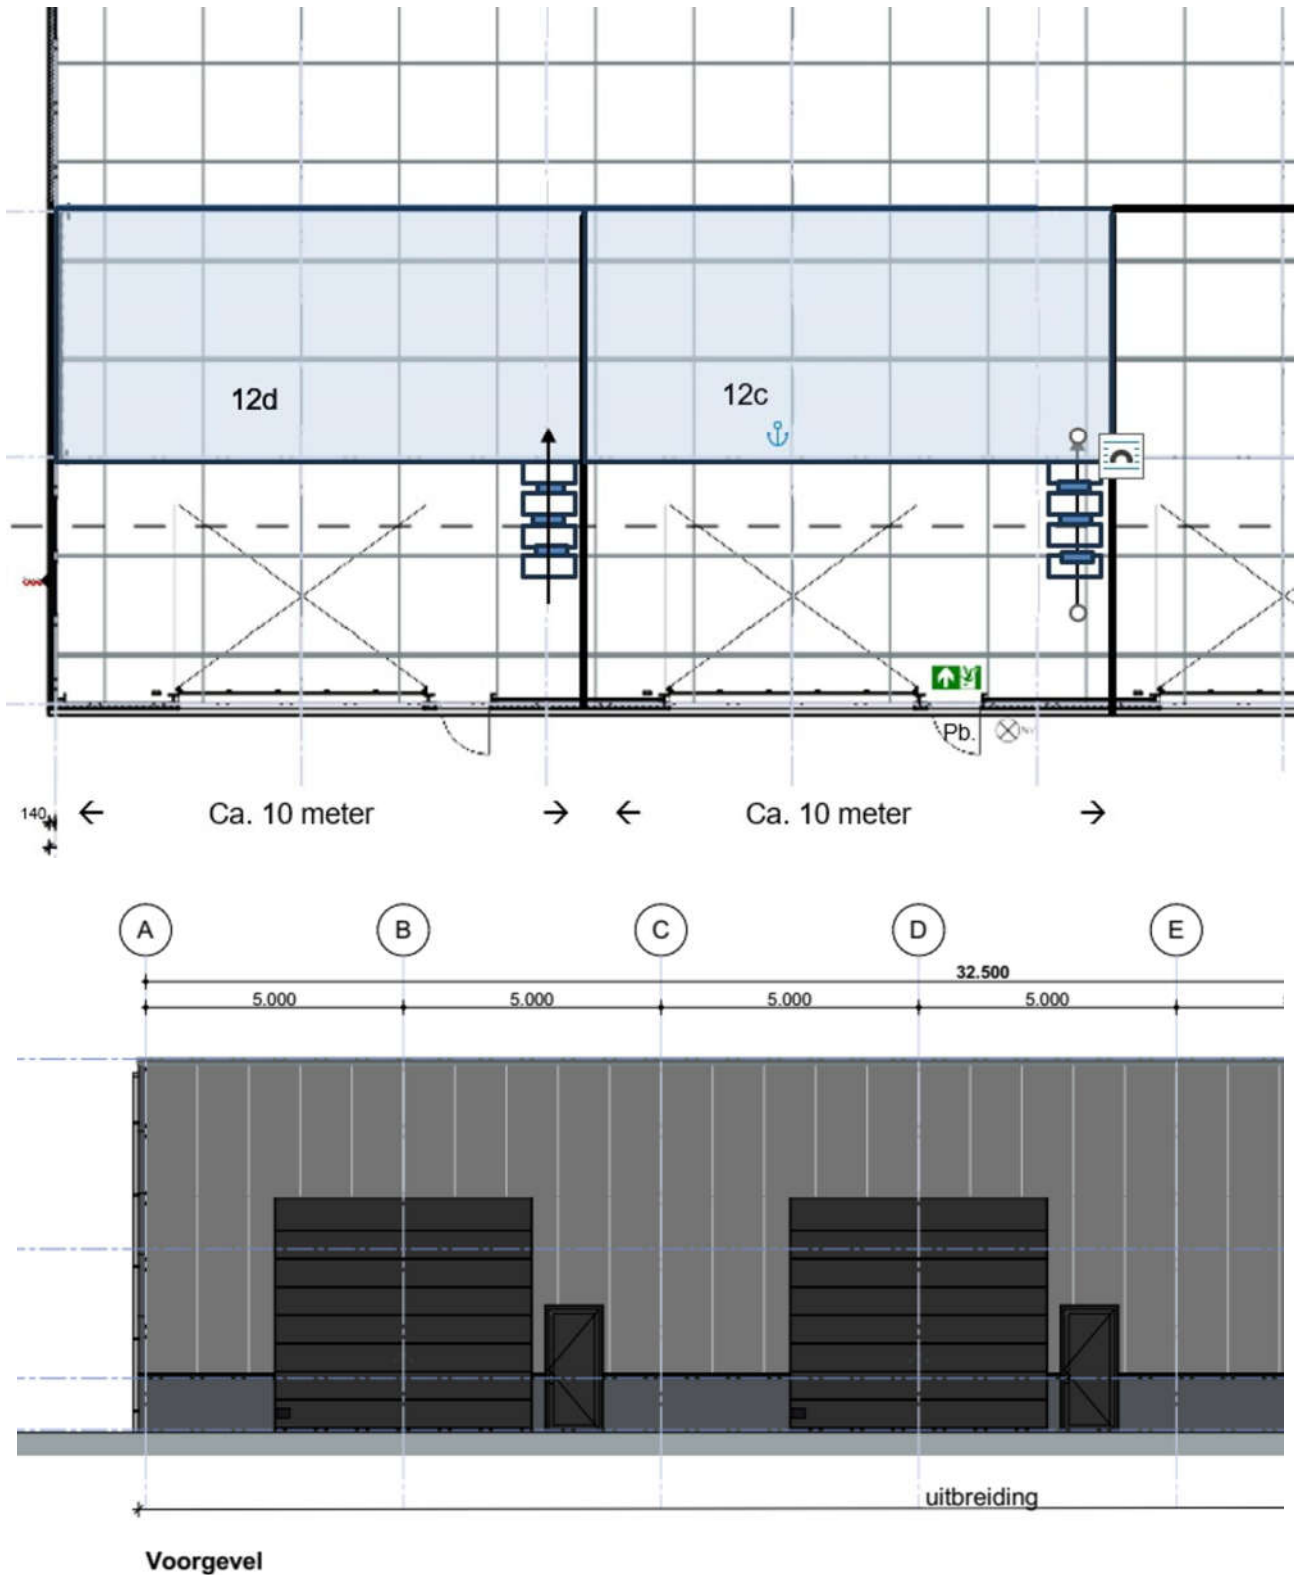 12d
12c
Pb.
140
← Ca. 10 meter → ← Ca. 10 meter →
A B C D E
32.500
5.000 5.000 5.000 5.000
uitbreiding
Voorgevel